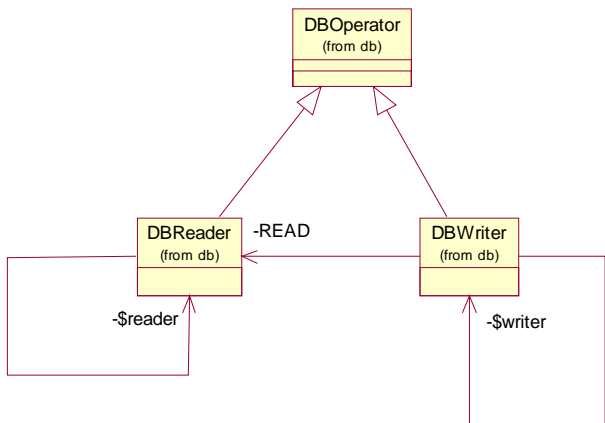 DBOperator
(from db)
DBReader
(from db)
-READ
DBWriter
(from db)
-$reader
-$writer